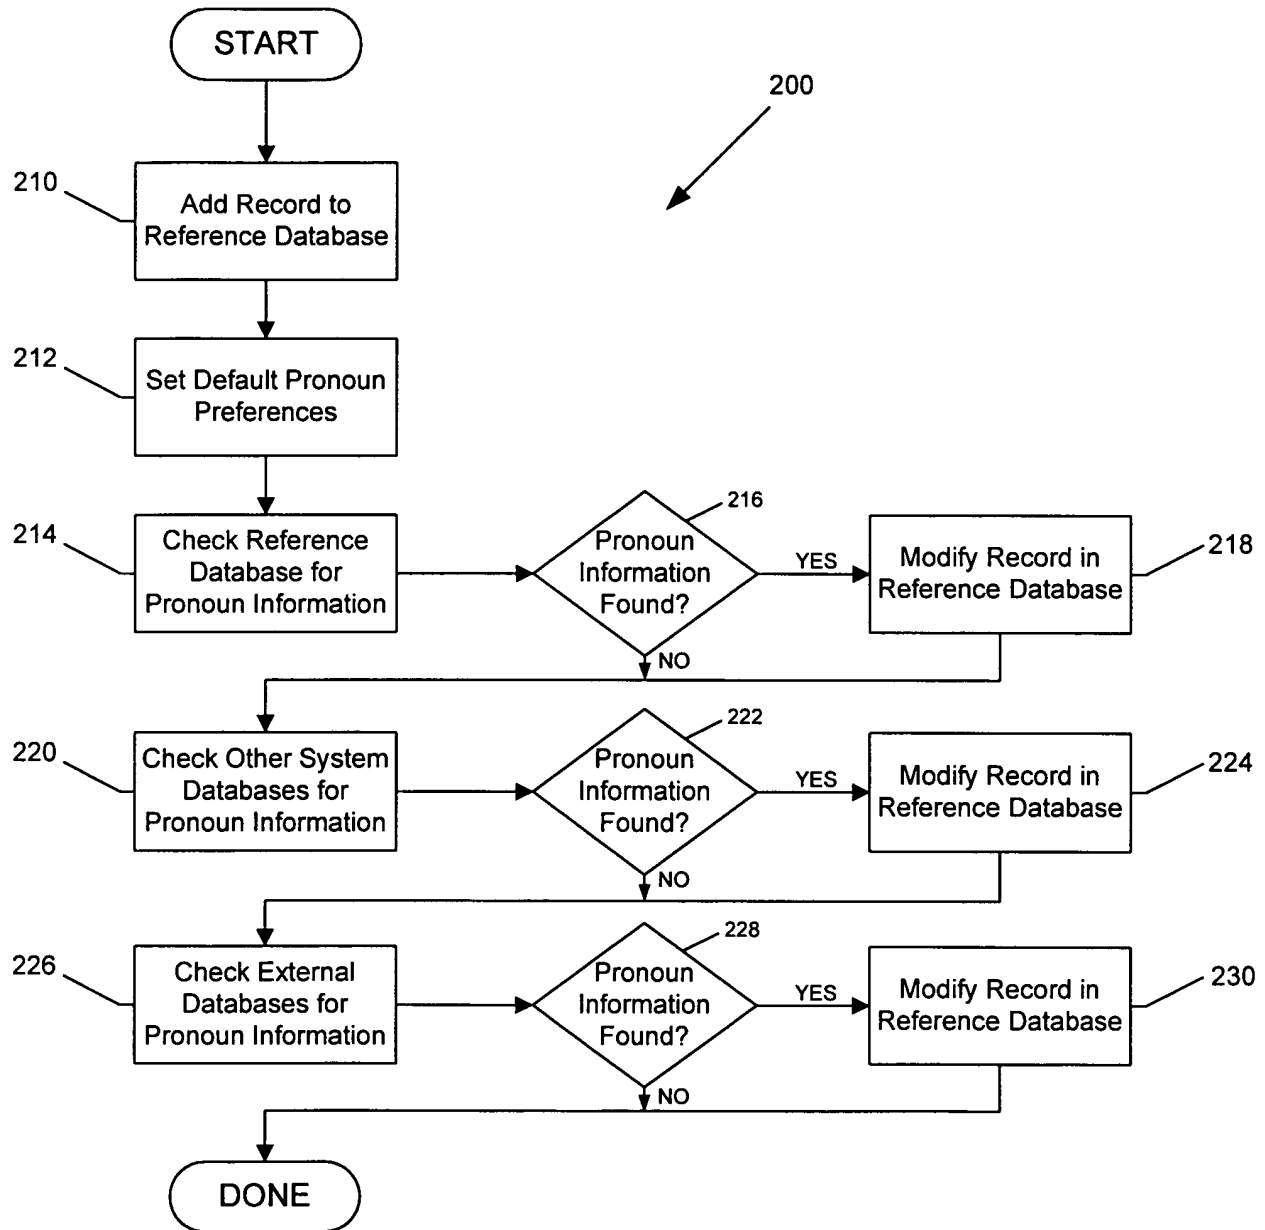 START
200
210
Add Record to
Reference Database
212
Set Default Pronoun
Preferences
214
Check Reference
Database for
Pronoun Information
216
Pronoun
Information
Found?
YES
NO
Modify Record in
Reference Database
218
220
Check Other System
Databases for
Pronoun Information
222
Pronoun
Information
Found?
YES
NO
Modify Record in
Reference Database
224
226
Check External
Databases for
Pronoun Information
228
Pronoun
Information
Found?
YES
NO
Modify Record in
Reference Database
230
DONE